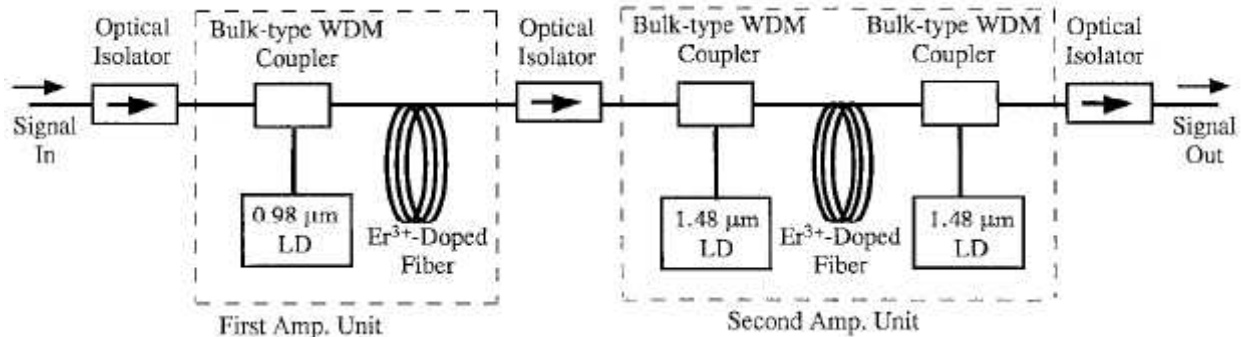 Optical
Isolator
Bulk-type WDM
Coupler
Optical
Isolator
Bulk-type WDM
Coupler
Bulk-type WDM
Coupler
Optical
Isolator
Signal
In
Signal
Out
0.98 μm
LD
Er³⁺-Doped
Fiber
1.48 μm
LD
Er³⁺-Doped
Fiber
1.48 μm
LD
First Amp. Unit
Second Amp. Unit